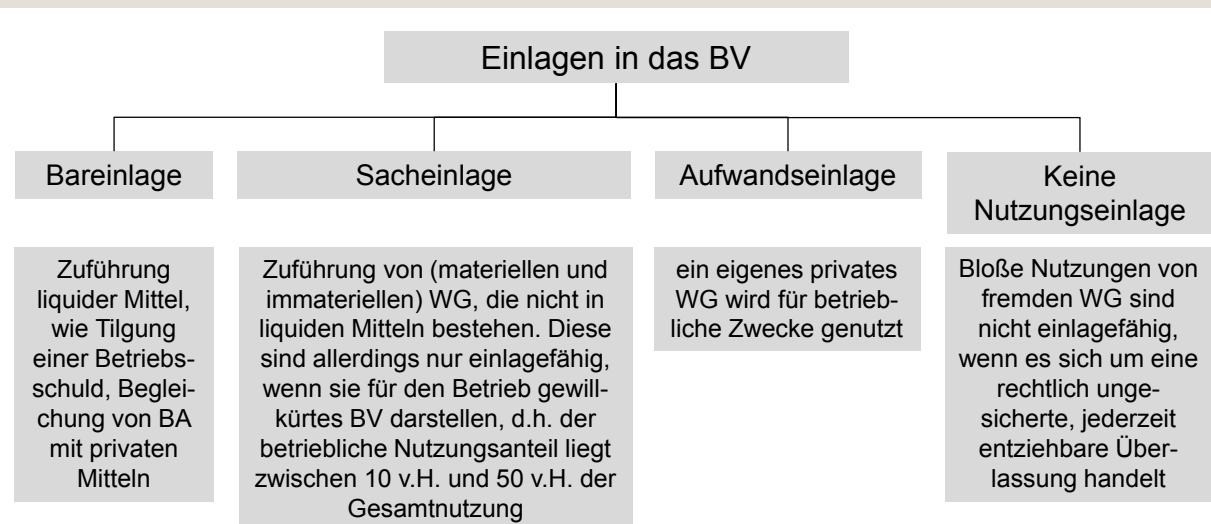 Einlagen in das BV
Bareinlage
Zuführung
liquider Mittel,
wie Tilgung
einer Betriebs-
schuld, Beglei-
chung von BA
mit privaten
Mitteln
Sacheinlage
Zuführung von (materiellen und
immateriellen) WG, die nicht in
liquiden Mitteln bestehen. Diese
sind allerdings nur einlagefähig,
wenn sie für den Betrieb gewill-
kürtes BV darstellen, d.h. der
betriebliche Nutzungsanteil liegt
zwischen 10 v.H. und 50 v.H. der
Gesamtnutzung
Aufwandseinlage
ein eigenes privates
WG wird für betrieb-
liche Zwecke genutzt
Keine
Nutzungseinlage
Bloße Nutzungen von
fremden WG sind
nicht einlagefähig,
wenn es sich um eine
rechtlich unge-
sicherte, jederzeit
entziehbare Über-
lassung handelt